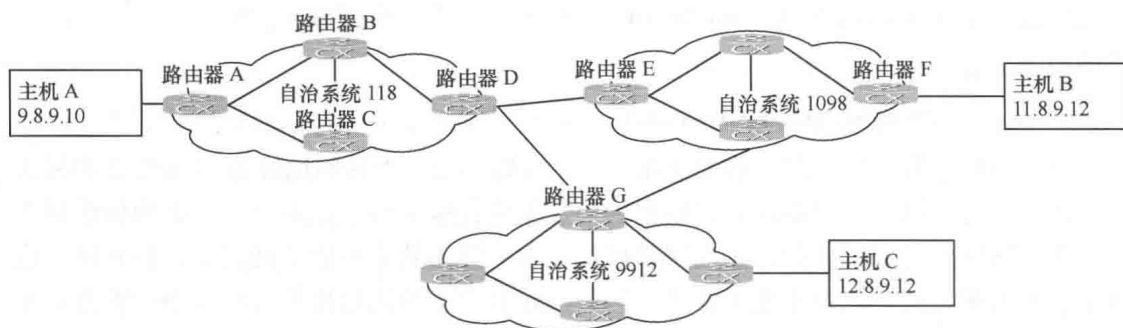 路由器 B
路由器 A
路由器 D
路由器 E
路由器 F
主机 A
9.8.9.10
自治系统 118
路由器 C
自治系统 1098
主机 B
11.8.9.12
路由器 G
自治系统 9912
主机 C
12.8.9.12